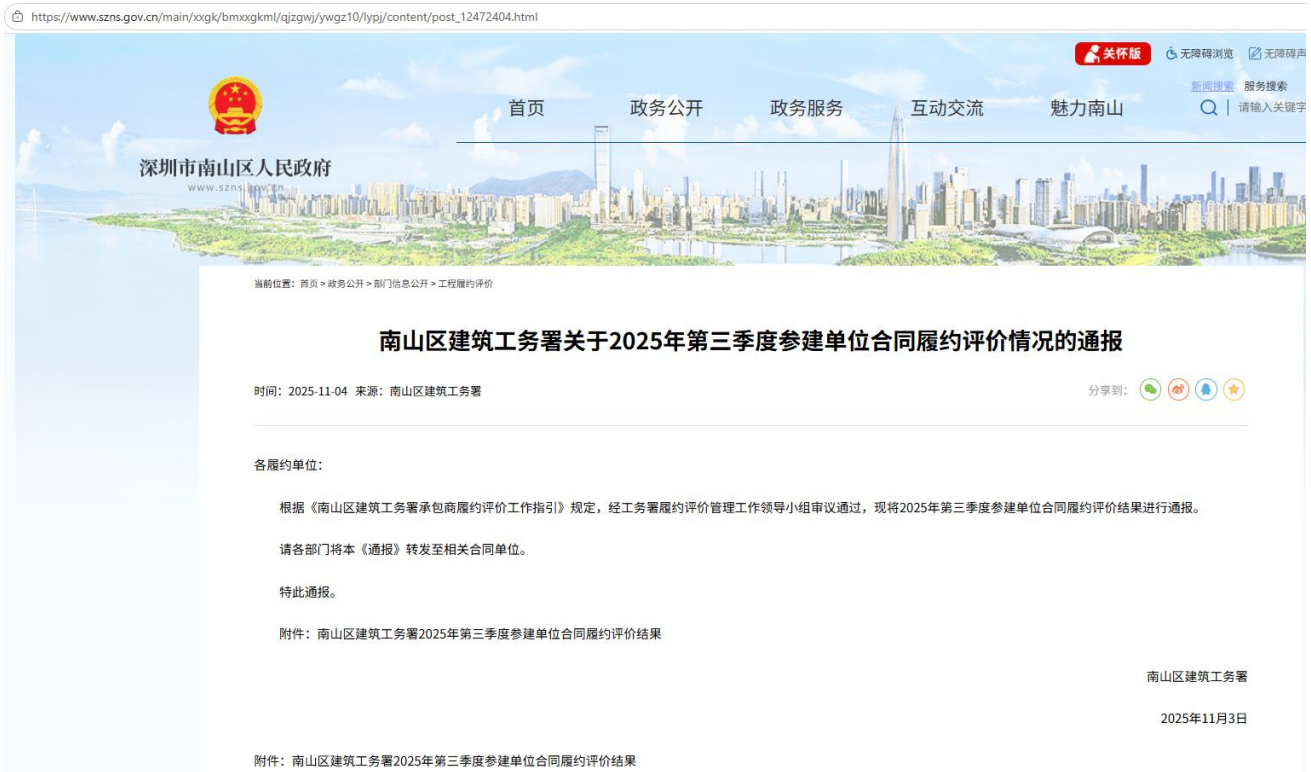 https://www.szns.gov.cn/main/xxgk/bmxxgkml/qjzgwj/ywgz10/lypj/content/post_12472404.html
关怀版 无障碍浏览 无障碍声
新闻搜索 服务搜索
首页 政务公开 政务服务 互动交流 魅力南山 请输入关键字
深圳市南山区人民政府
www.szns.gov.cn
当前位置：首页 > 政务公开 > 部门信息公开 > 工程履约评价
南山区建筑工务署关于2025年第三季度参建单位合同履约评价情况的通报
时间：2025-11-04 来源：南山区建筑工务署 分享到：
各履约单位：
根据《南山区建筑工务署承包商履约评价工作指引》规定，经工务署履约评价管理工作领导小组审议通过，现将2025年第三季度参建单位合同履约评价结果进行通报。
请各部门将本《通报》转发至相关合同单位。
特此通报。
附件：南山区建筑工务署2025年第三季度参建单位合同履约评价结果
南山区建筑工务署
2025年11月3日
附件：南山区建筑工务署2025年第三季度参建单位合同履约评价结果